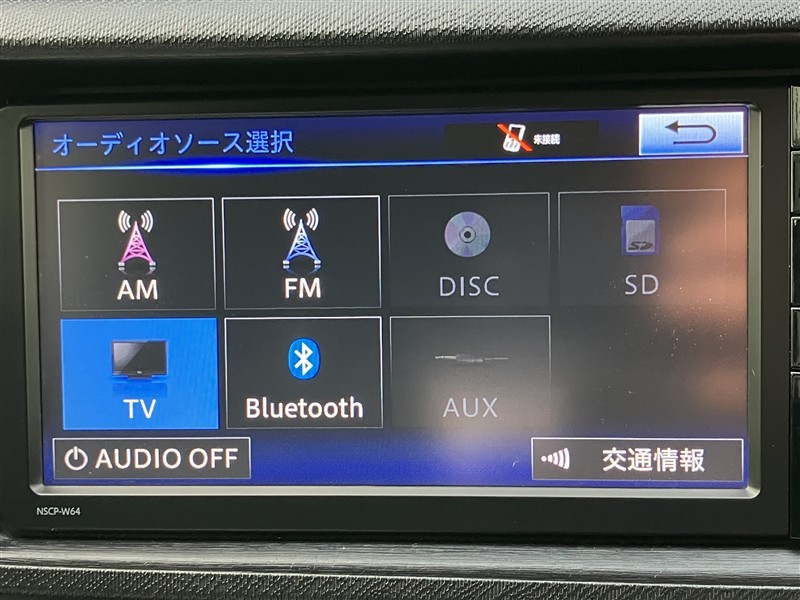 オーディオソース選択
未接続
AM
FM
DISC
SD
TV
Bluetooth
AUX
AUDIO OFF
交通情報
NSCP-W64